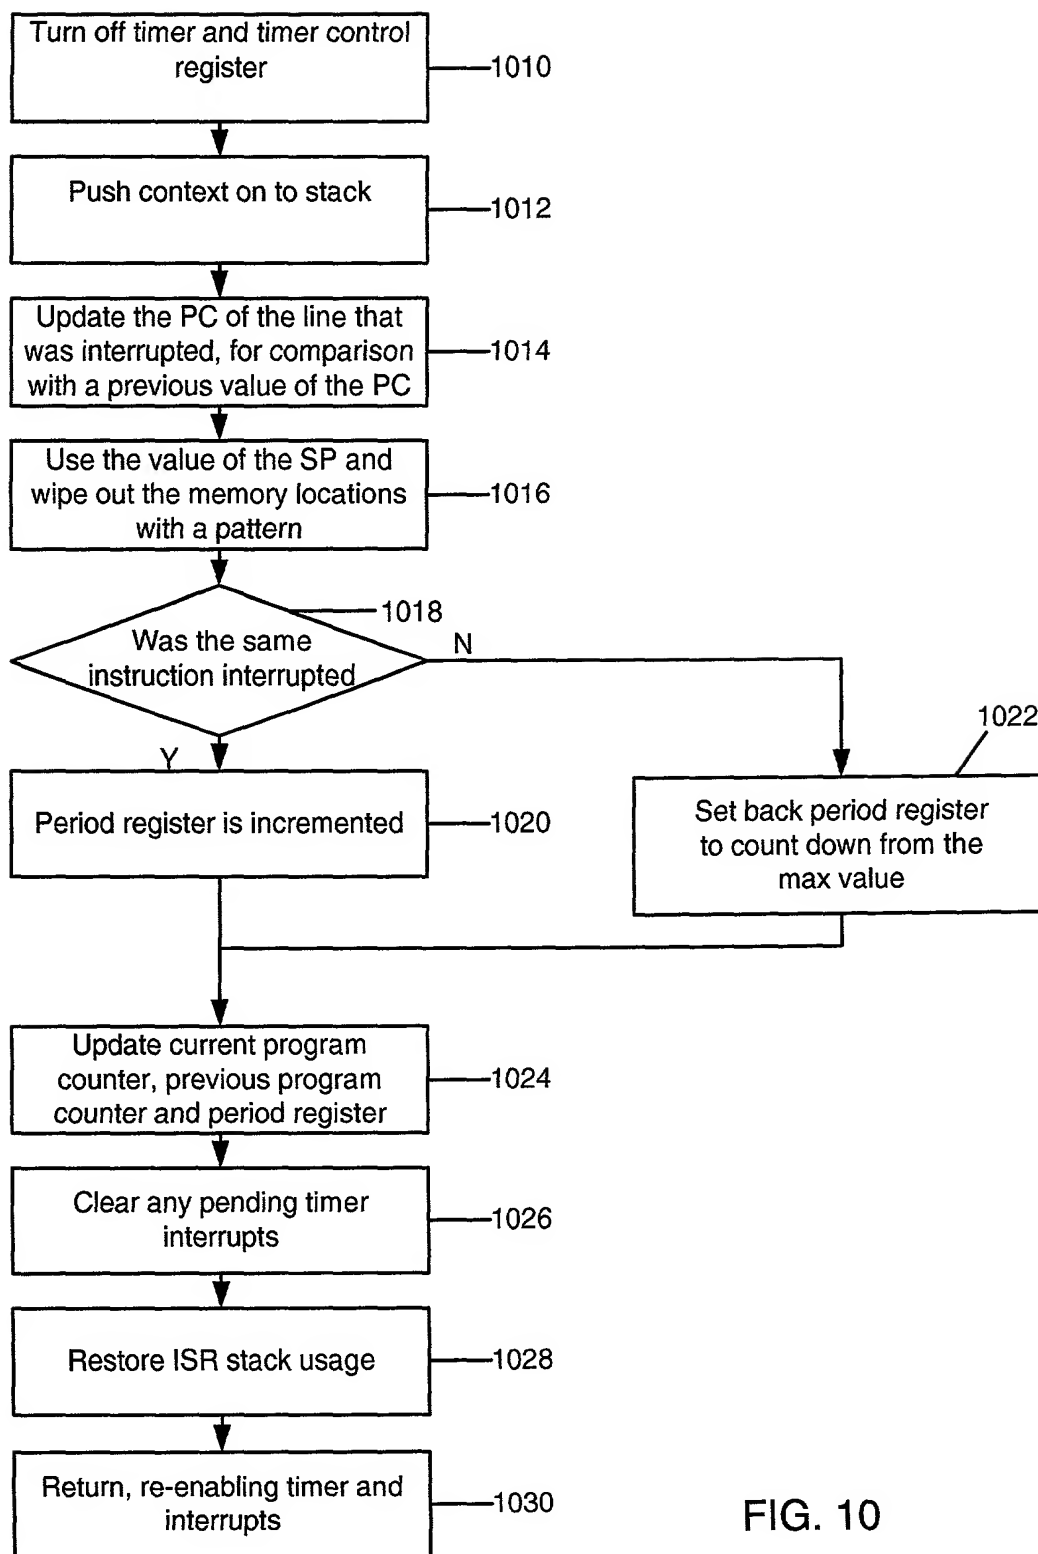 Turn off timer and timer control
register
1010
Push context on to stack
1012
Update the PC of the line that
was interrupted, for comparison
with a previous value of the PC
1014
Use the value of the SP and
wipe out the memory locations
with a pattern
1016
Was the same
instruction interrupted
1018
N
Y
Period register is incremented
1020
1022
Set back period register
to count down from the
max value
Update current program
counter, previous program
counter and period register
1024
Clear any pending timer
interrupts
1026
Restore ISR stack usage
1028
Return, re-enabling timer and
interrupts
1030
FIG. 10